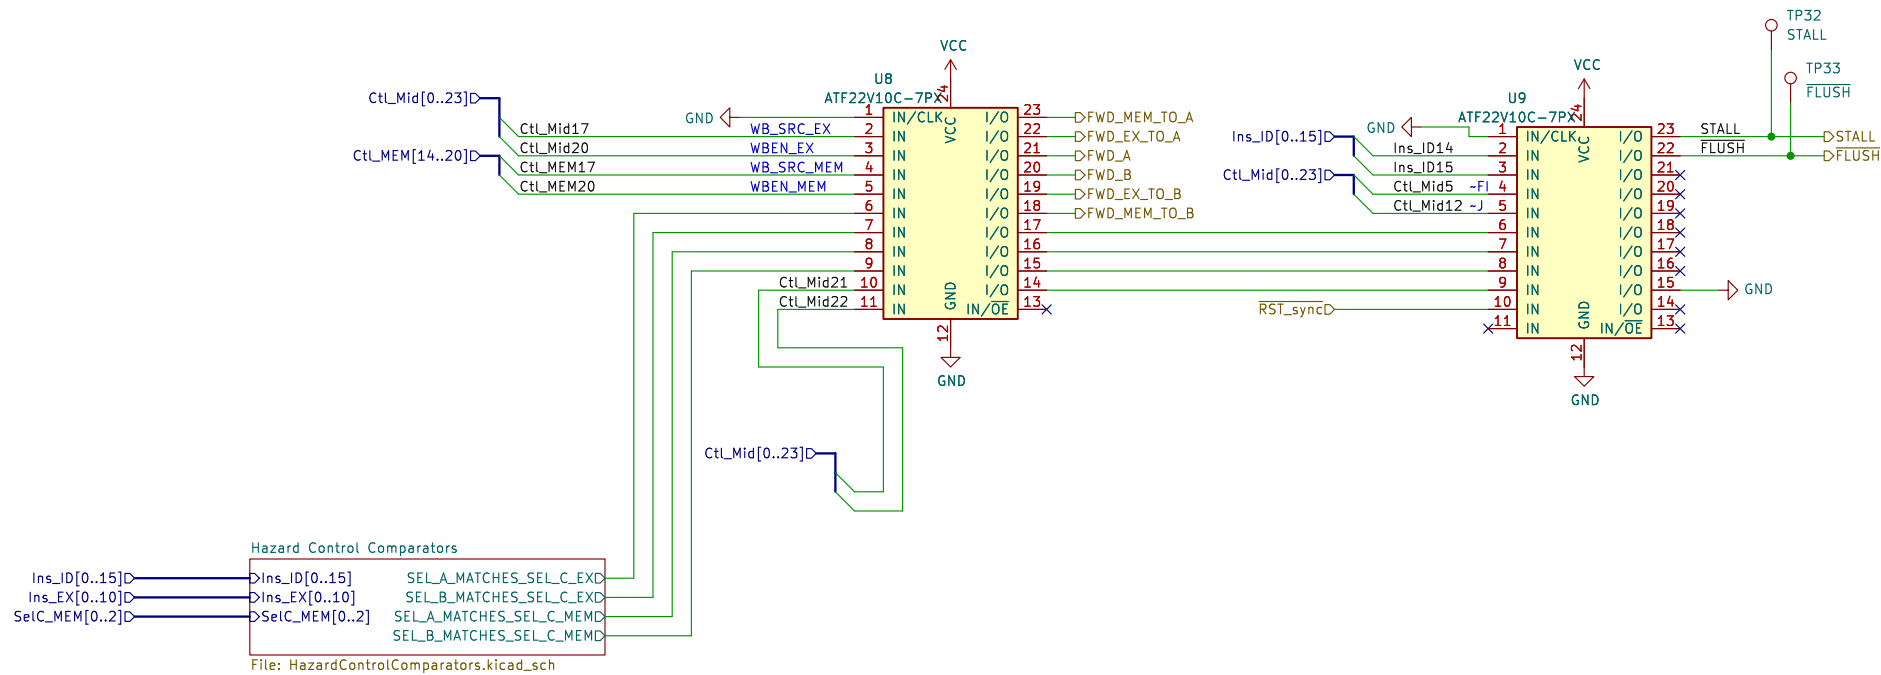 TP32
STALL
VCC
U8
ATF22V10C-7PX
24
VCC
TP33
FLUSH
VCC
U9
ATF22V10C-7PX
24
VCC
Ctl_Mid[0..23]
Ctl_MEM[14..20]
Ctl_Mid17 WB_SRC_EX
Ctl_Mid20 WBEN_EX
Ctl_MEM17 WB_SRC_MEM
Ctl_MEM20 WBEN_MEM
GND
1 IN/CLK I/O 23 FWD_MEM_TO_A
2 IN I/O 22 FWD_EX_TO_A
3 IN I/O 21 FWD_A
4 IN I/O 20 FWD_B
5 IN I/O 19 FWD_EX_TO_B
6 IN I/O 18 FWD_MEM_TO_B
7 IN I/O 17
8 IN I/O 16
9 IN I/O 15
Ctl_Mid21 10 IN I/O 14
Ctl_Mid22 11 IN IN/OE 13
GND
12
GND
GND
Ins_ID[0..15]
Ctl_Mid[0..23]
Ins_ID14
Ins_ID15
Ctl_Mid5 ~FI
Ctl_Mid12 ~J
RST_sync
1 IN/CLK I/O 23 STALL STALL
2 IN I/O 22 FLUSH FLUSH
3 IN I/O 21
4 IN I/O 20
5 IN I/O 19
6 IN I/O 18
7 IN I/O 17
8 IN I/O 16
9 IN I/O 15 GND
10 IN I/O 14
11 IN IN/OE 13
GND
12
GND
Ctl_Mid[0..23]
Hazard Control Comparators
Ins_ID[0..15] Ins_ID[0..15] SEL_A_MATCHES_SEL_C_EX
Ins_EX[0..10] Ins_EX[0..10] SEL_B_MATCHES_SEL_C_EX
SelC_MEM[0..2] SelC_MEM[0..2] SEL_A_MATCHES_SEL_C_MEM
SEL_B_MATCHES_SEL_C_MEM
File: HazardControlComparators.kicad_sch